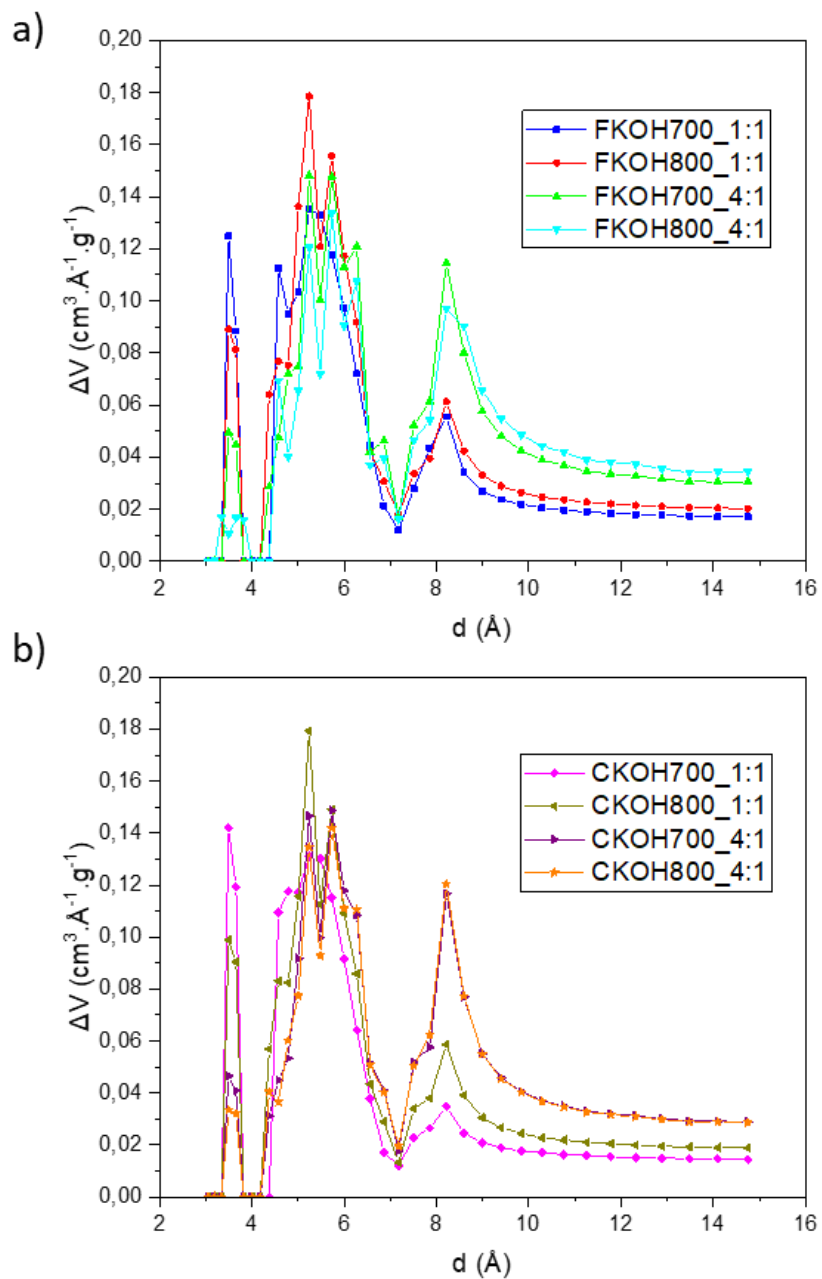 a)
0,20
0,18
0,16
0,14
0,12
0,10
0,08
0,06
0,04
0,02
0,00
ΔV (cm³.Å⁻¹.g⁻¹)
FKOH700_1:1
FKOH800_1:1
FKOH700_4:1
FKOH800_4:1
2 4 6 8 10 12 14 16
d (Å)
b)
0,20
0,18
0,16
0,14
0,12
0,10
0,08
0,06
0,04
0,02
0,00
ΔV (cm³.Å⁻¹.g⁻¹)
CKOH700_1:1
CKOH800_1:1
CKOH700_4:1
CKOH800_4:1
2 4 6 8 10 12 14 16
d (Å)